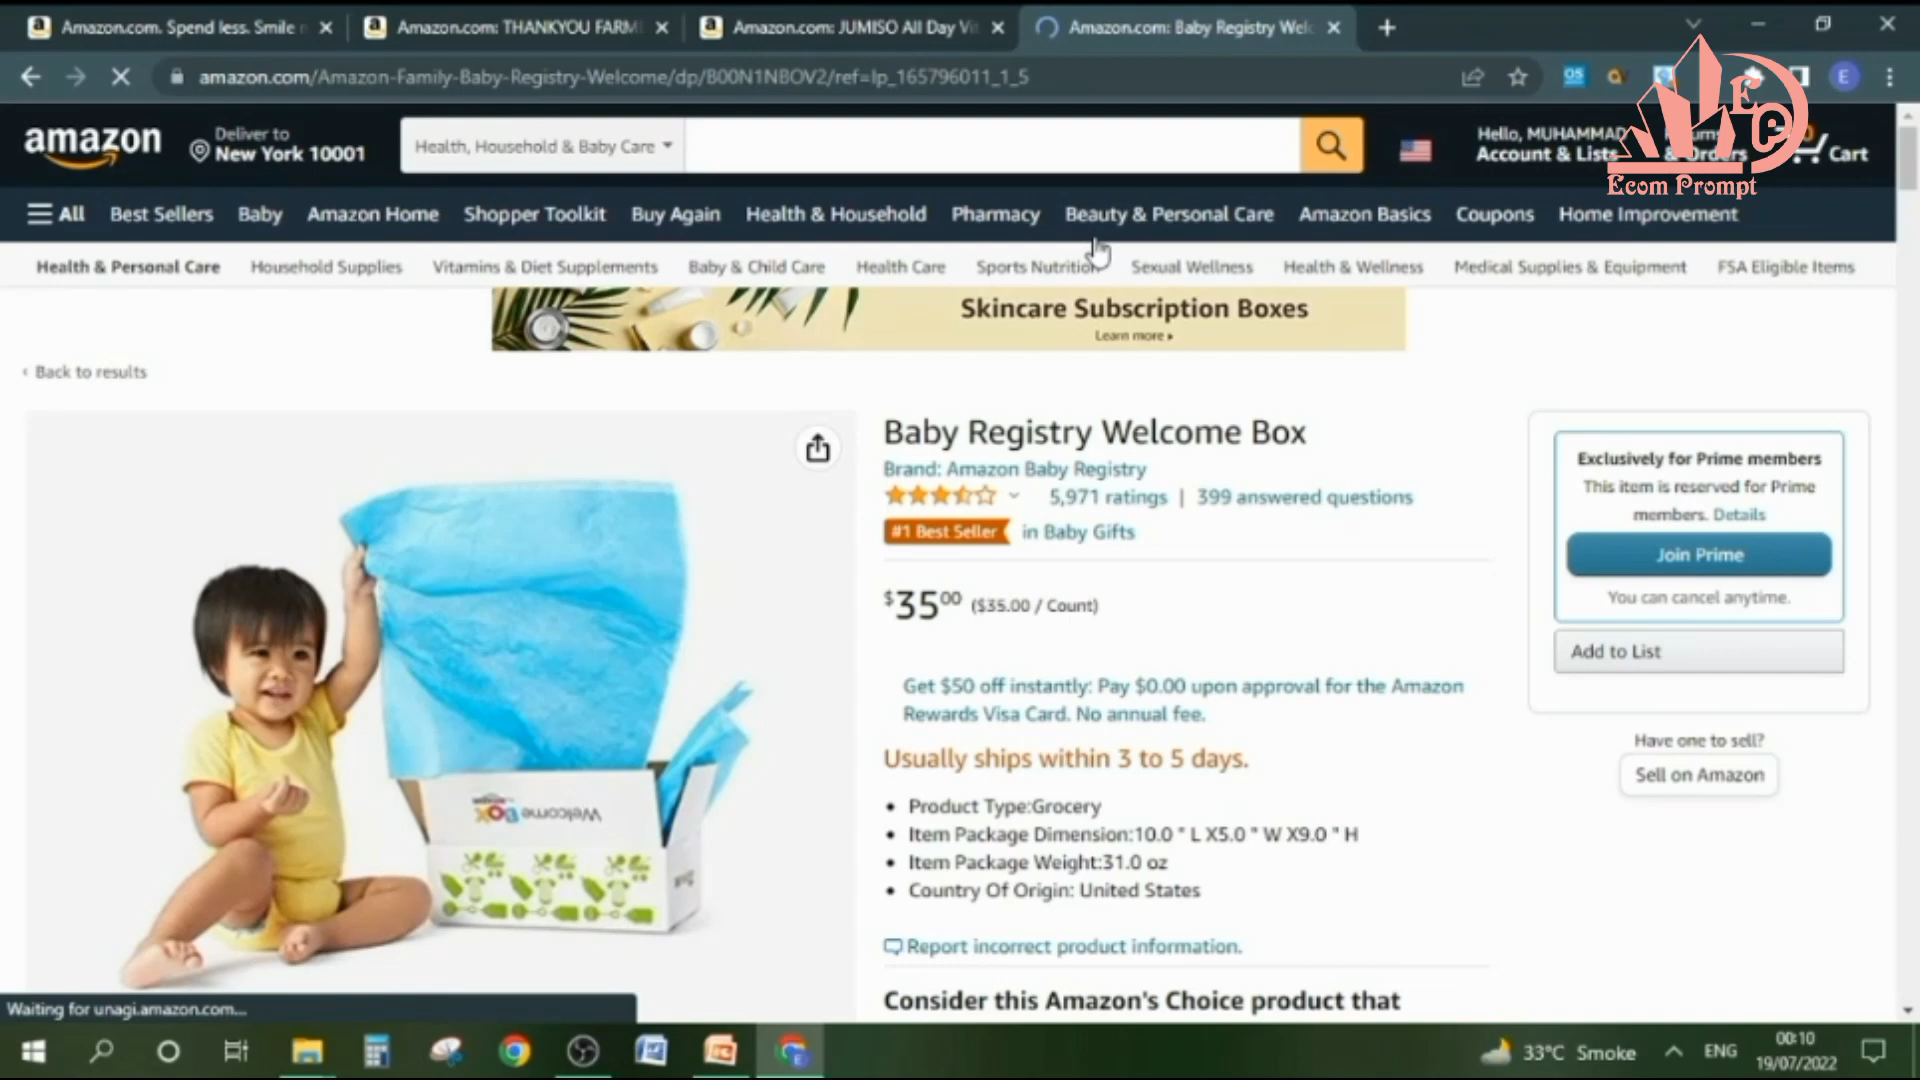 Amazon.com. Spend less. Smile
Amazon.com: THANKYOU FARM
Amazon.com: JUMISO All Day Vi
Amazon.com: Baby Registry Wel
amazon.com/Amazon-Family-Baby-Registry-Welcome/dp/B00N1NBOV2/ref=lp_165796011_1_5
E
amazon
Deliver to
New York 10001
Health, Household & Baby Care
Hello, MUHAMMAD
Account & Lists
& Orders
Cart
Ecom Prompt
All
Best Sellers
Baby
Amazon Home
Shopper Toolkit
Buy Again
Health & Household
Pharmacy
Beauty & Personal Care
Amazon Basics
Coupons
Home Improvement
Health & Personal Care
Household Supplies
Vitamins & Diet Supplements
Baby & Child Care
Health Care
Sports Nutrition
Sexual Wellness
Health & Wellness
Medical Supplies & Equipment
FSA Eligible Items
Skincare Subscription Boxes
Learn more
‹ Back to results
Baby Registry Welcome Box
Brand: Amazon Baby Registry
5,971 ratings | 399 answered questions
#1 Best Seller in Baby Gifts
$3500 ($35.00 / Count)
Get $50 off instantly: Pay $0.00 upon approval for the Amazon
Rewards Visa Card. No annual fee.
Usually ships within 3 to 5 days.
• Product Type:Grocery
• Item Package Dimension:10.0 " L X5.0 " W X9.0 " H
• Item Package Weight:31.0 oz
• Country Of Origin: United States
Report incorrect product information.
Consider this Amazon's Choice product that
Exclusively for Prime members
This item is reserved for Prime
members. Details
Join Prime
You can cancel anytime.
Add to List
Have one to sell?
Sell on Amazon
Welcome BOX
Waiting for unagi.amazon.com...
33°C Smoke
ENG
00:10
19/07/2022